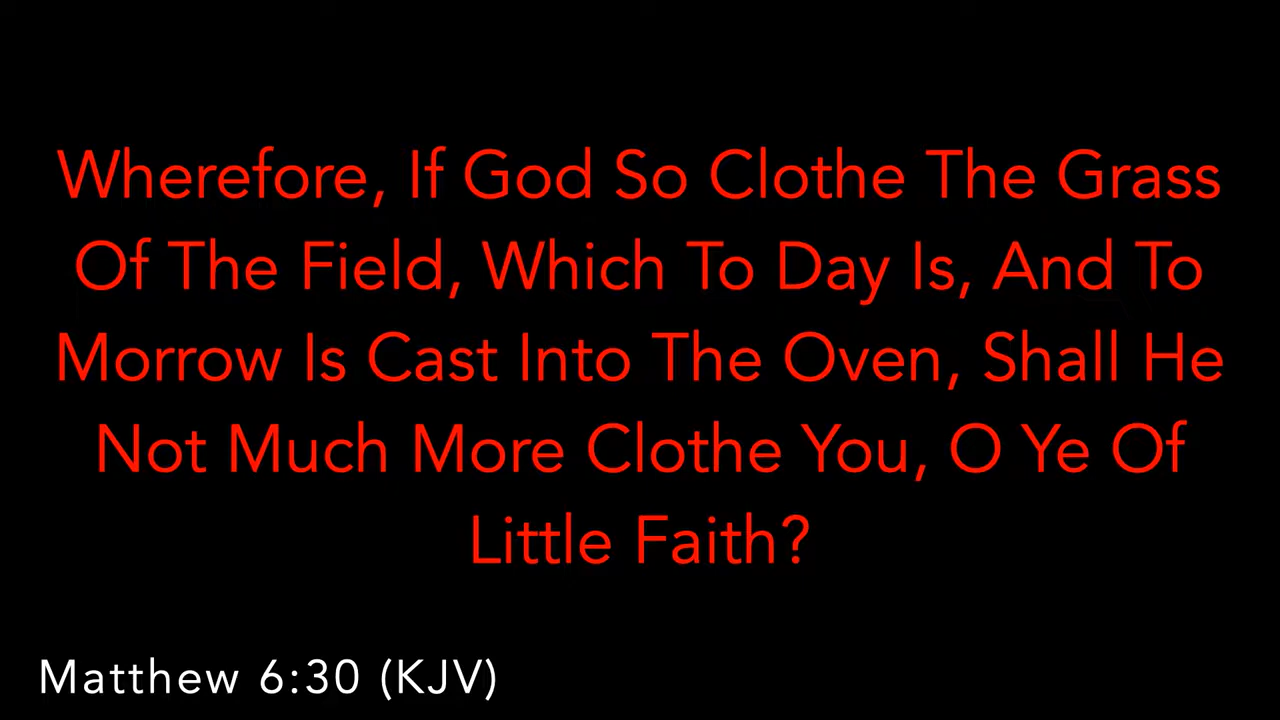 Wherefore, If God So Clothe The Grass
Of The Field, Which To Day Is, And To
Morrow Is Cast Into The Oven, Shall He
Not Much More Clothe You, O Ye Of
Little Faith?
Matthew 6:30 (KJV)